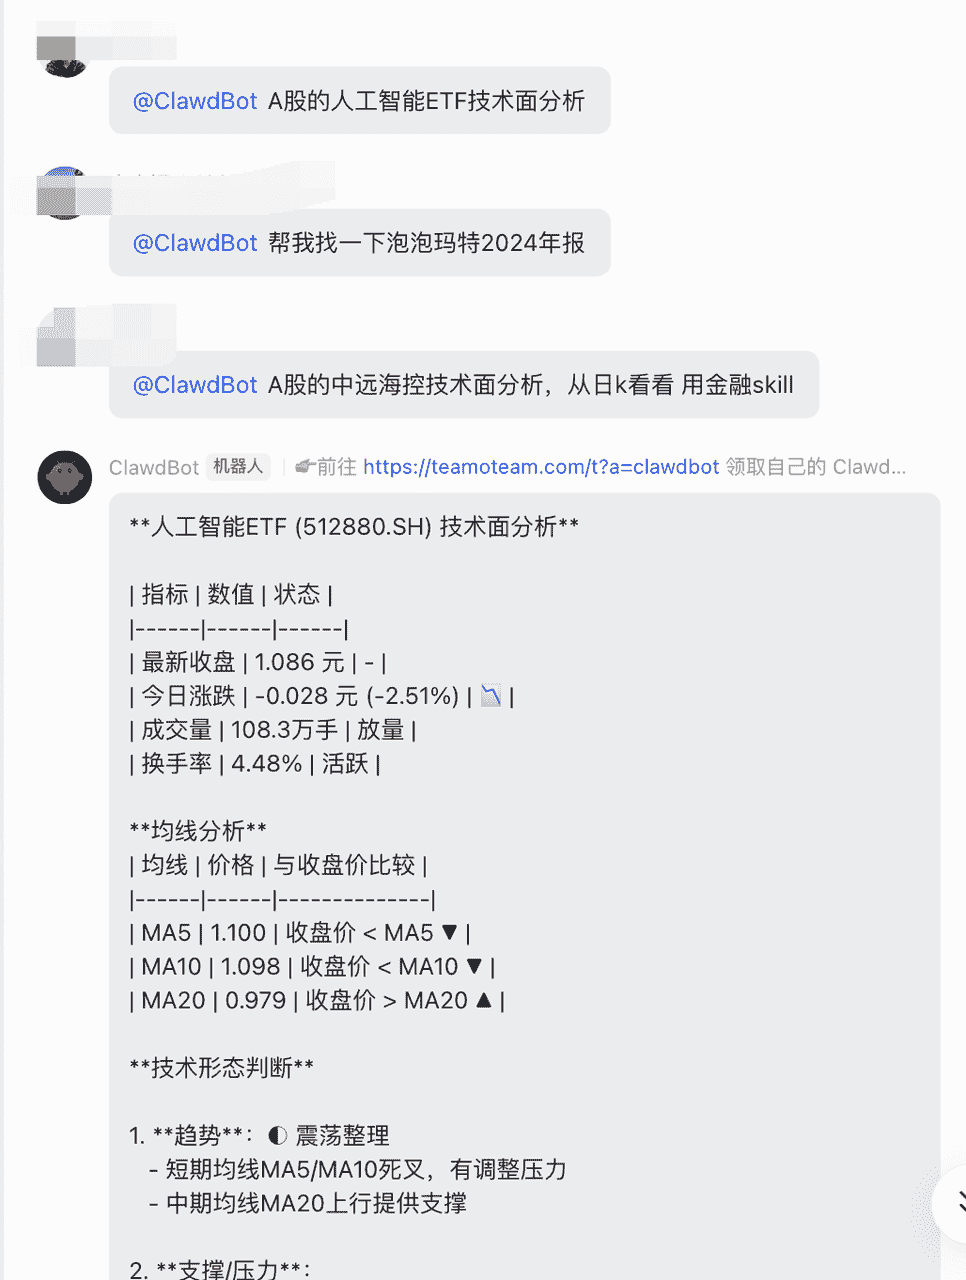 @ClawdBot A股的人工智能ETF技术面分析
@ClawdBot 帮我找一下泡泡玛特2024年报
@ClawdBot A股的中远海控技术面分析，从日k看看 用金融skill
ClawdBot 机器人 | 👉前往 https://teamoteam.com/t?a=clawdbot 领取自己的 Clawd...
**人工智能ETF (512880.SH) 技术面分析**
| 指标 | 数值 | 状态 |
|------|------|------|
| 最新收盘 | 1.086 元 | - |
| 今日涨跌 | -0.028 元 (-2.51%) | 📉 |
| 成交量 | 108.3万手 | 放量 |
| 换手率 | 4.48% | 活跃 |
**均线分析**
| 均线 | 价格 | 与收盘价比较 |
|------|------|--------------|
| MA5 | 1.100 | 收盘价 < MA5 ▼ |
| MA10 | 1.098 | 收盘价 < MA10 ▼ |
| MA20 | 0.979 | 收盘价 > MA20 ▲ |
**技术形态判断**
1. **趋势**：◐ 震荡整理
- 短期均线MA5/MA10死叉，有调整压力
- 中期均线MA20上行提供支撑
2. **支撑/压力**：